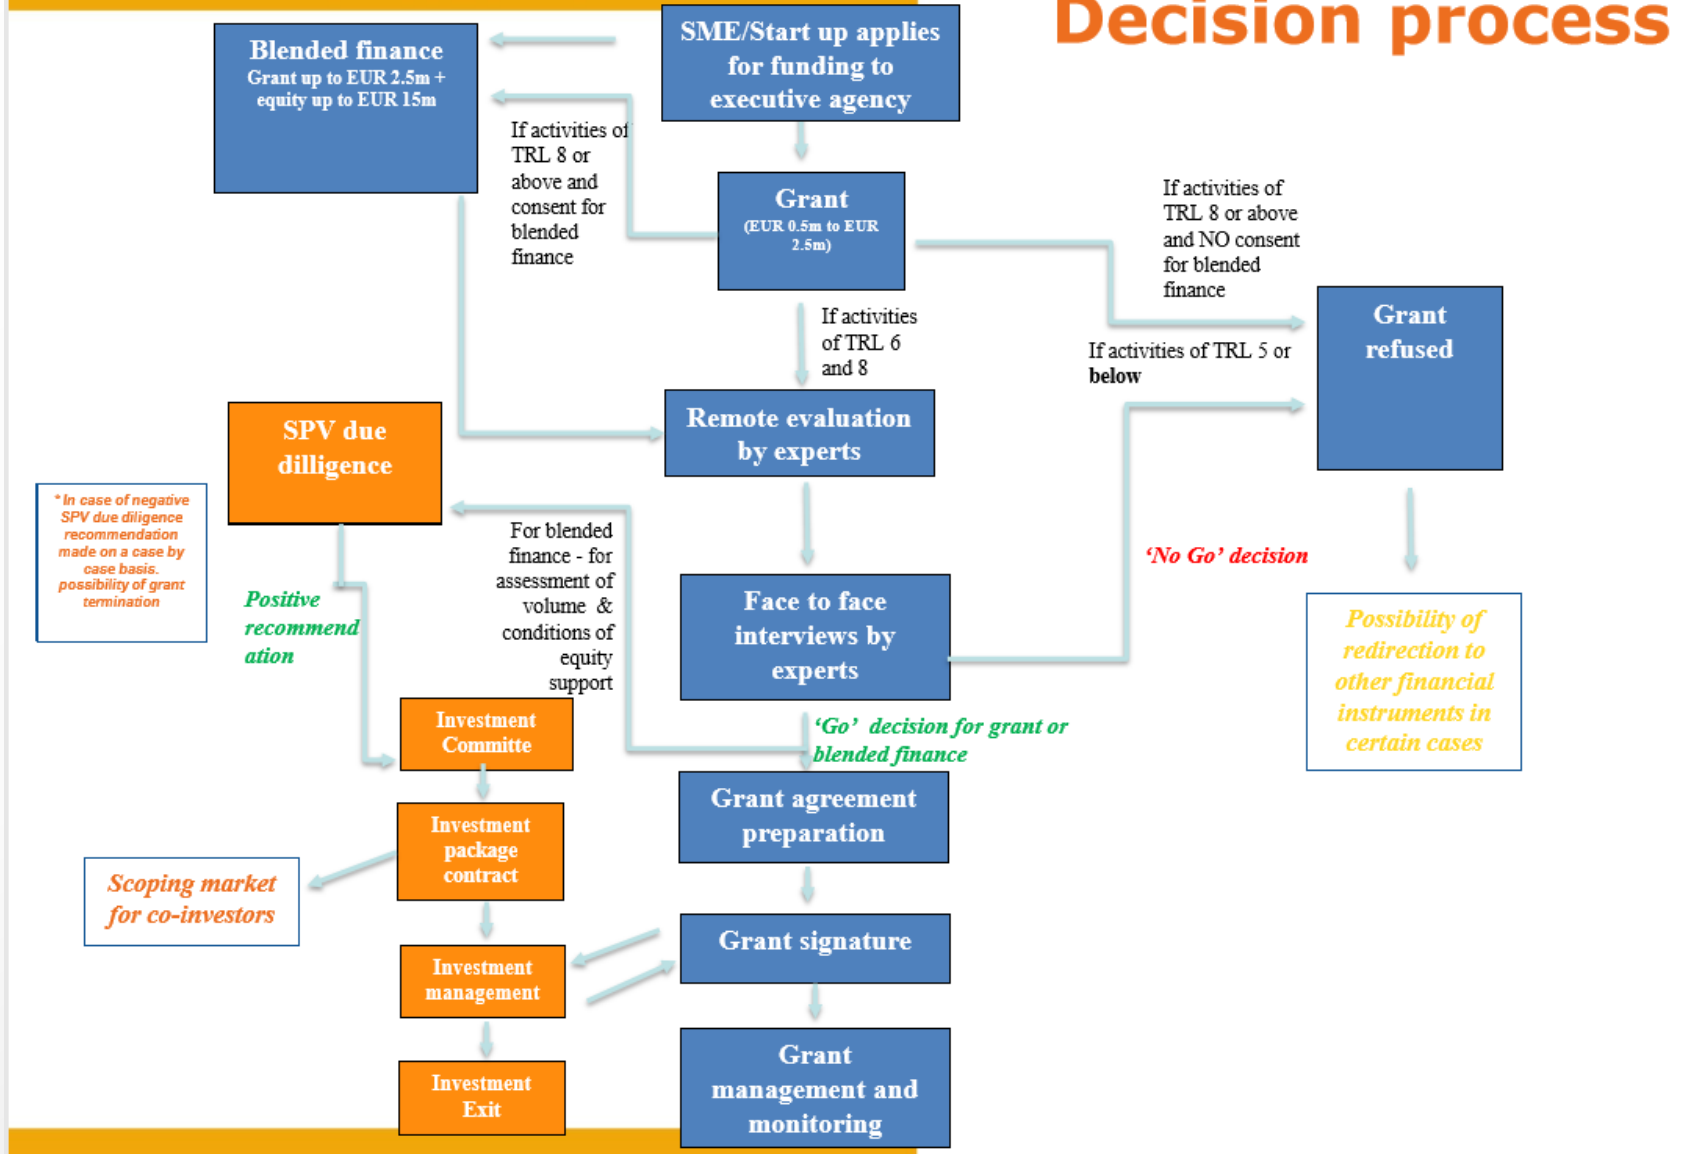 Decision process
SME/Start up applies
for funding to
executive agency
Blended finance
Grant up to EUR 2.5m +
equity up to EUR 15m
If activities of
TRL 8 or
above and
consent for
blended
finance
Grant
(EUR 0.5m to EUR
2.5m)
If activities of
TRL 8 or above
and NO consent
for blended
finance
If activities
of TRL 6
and 8
Grant
refused
If activities of TRL 5 or
below
Remote evaluation
by experts
SPV due
dilligence
*In case of negative
SPV due diligence
recommendation
made on a case by
case basis.
possibility of grant
termination
For blended
finance - for
assessment of
volume &
conditions of
equity
support
‘No Go’ decision
Positive
recommend
ation
Face to face
interviews by
experts
Possibility of
redirection to
other financial
instruments in
certain cases
Investment
Committe
‘Go’ decision for grant or
blended finance
Grant agreement
preparation
Investment
package
contract
Scoping market
for co-investors
Grant signature
Investment
management
Grant
management and
monitoring
Investment
Exit